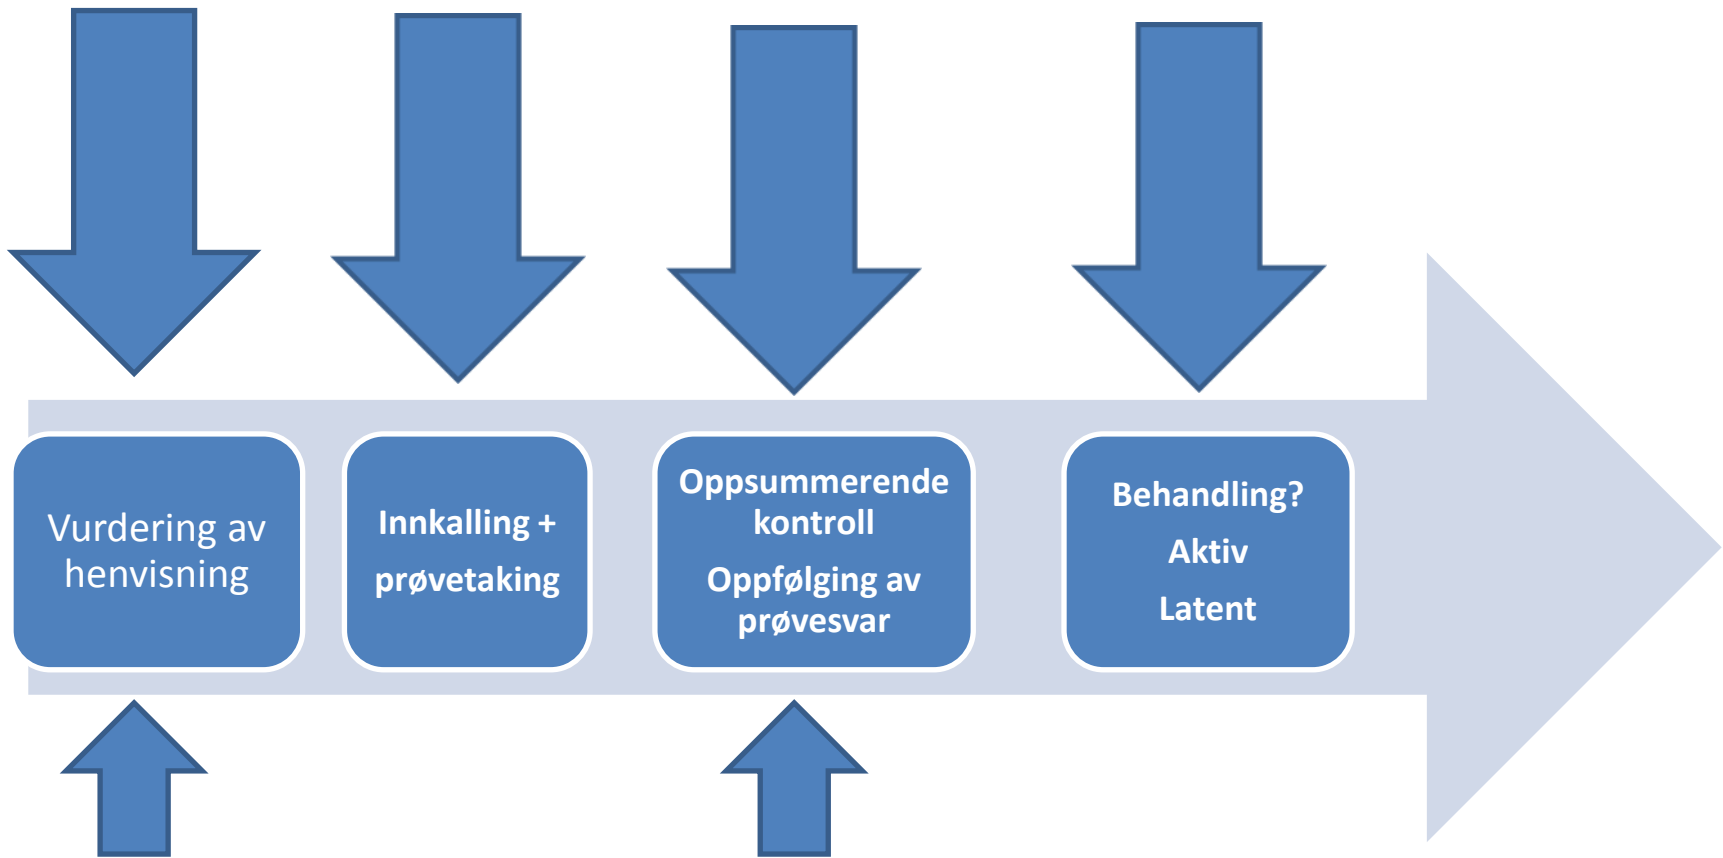 Vurdering av
henvisning
Innkalling +
prøvetaking
Oppsummerende
kontroll
Oppfølging av
prøvesvar
Behandling?
Aktiv
Latent